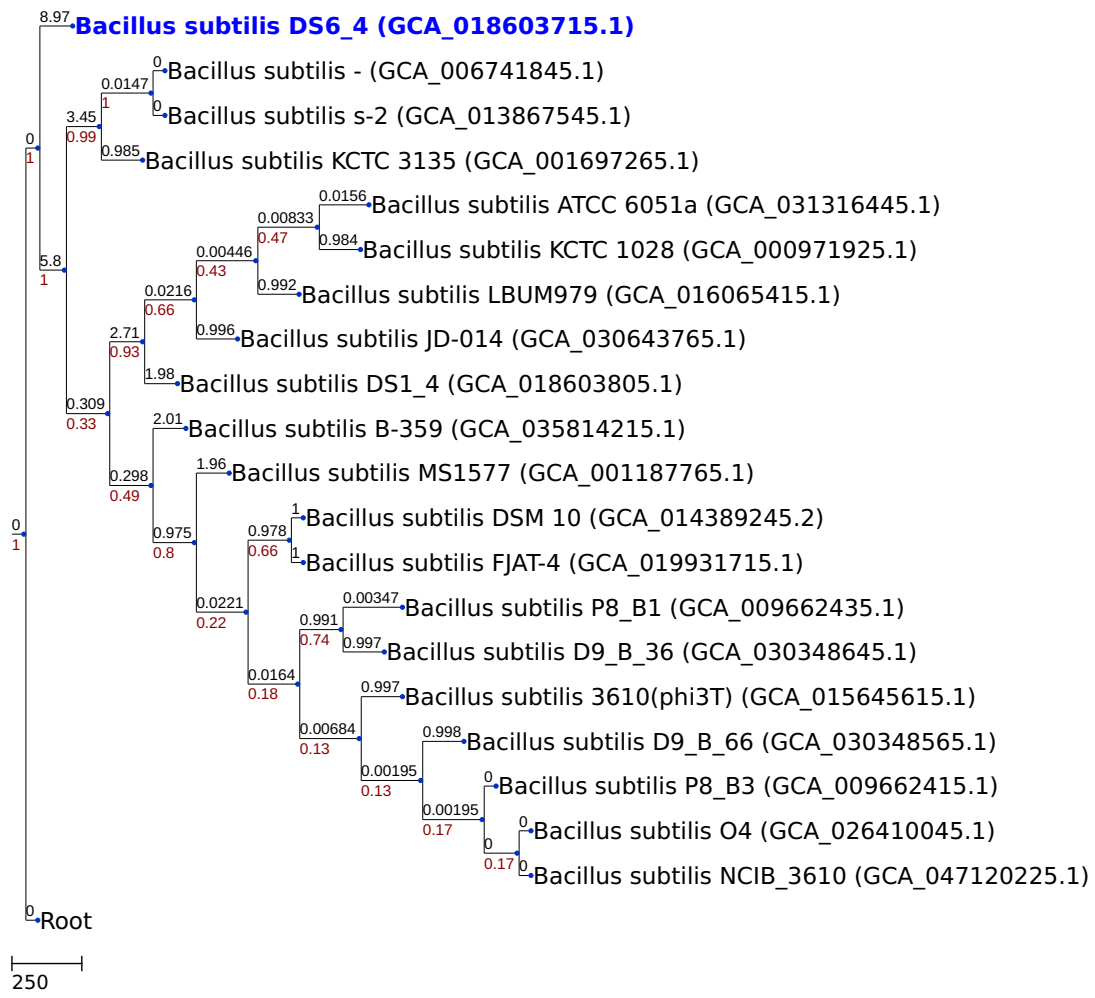 8.97
Bacillus subtilis DS6_4 (GCA_018603715.1)
0
Bacillus subtilis - (GCA_006741845.1)
0.0147
1
0
Bacillus subtilis s-2 (GCA_013867545.1)
3.45
0.99
0
1
0.985
Bacillus subtilis KCTC 3135 (GCA_001697265.1)
0.0156
Bacillus subtilis ATCC 6051a (GCA_031316445.1)
0.00833
0.47
0.984
Bacillus subtilis KCTC 1028 (GCA_000971925.1)
0.00446
0.43
5.8
1
0.992
Bacillus subtilis LBUM979 (GCA_016065415.1)
0.0216
0.66
0.996
Bacillus subtilis JD-014 (GCA_030643765.1)
2.71
0.93
1.98
Bacillus subtilis DS1_4 (GCA_018603805.1)
0.309
0.33
2.01
Bacillus subtilis B-359 (GCA_035814215.1)
1.96
Bacillus subtilis MS1577 (GCA_001187765.1)
0.298
0.49
1
Bacillus subtilis DSM 10 (GCA_014389245.2)
0
1
0.975
0.8
0.978
0.66
1
Bacillus subtilis FJAT-4 (GCA_019931715.1)
0.0221
0.22
0.00347
Bacillus subtilis P8_B1 (GCA_009662435.1)
0.991
0.74
0.997
Bacillus subtilis D9_B_36 (GCA_030348645.1)
0.0164
0.18
0.997
Bacillus subtilis 3610(phi3T) (GCA_015645615.1)
0.00684
0.13
0.998
Bacillus subtilis D9_B_66 (GCA_030348565.1)
0.00195
0.13
0
Bacillus subtilis P8_B3 (GCA_009662415.1)
0.00195
0.17
0
Bacillus subtilis O4 (GCA_026410045.1)
0
0.17
0
Bacillus subtilis NCIB_3610 (GCA_047120225.1)
0
Root
250